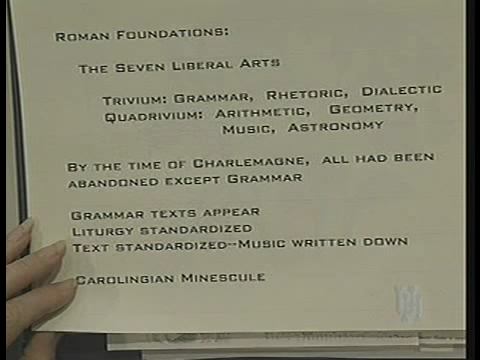 Roman Foundations:
The Seven Liberal Arts
Trivium: Grammar, Rhetoric, Dialectic
Quadrivium: Arithmetic, Geometry,
Music, Astronomy
By the time of Charlemagne, all had been
abandoned except Grammar
Grammar texts appear
Liturgy standardized
Text standardized--Music written down
Carolingian Minescule